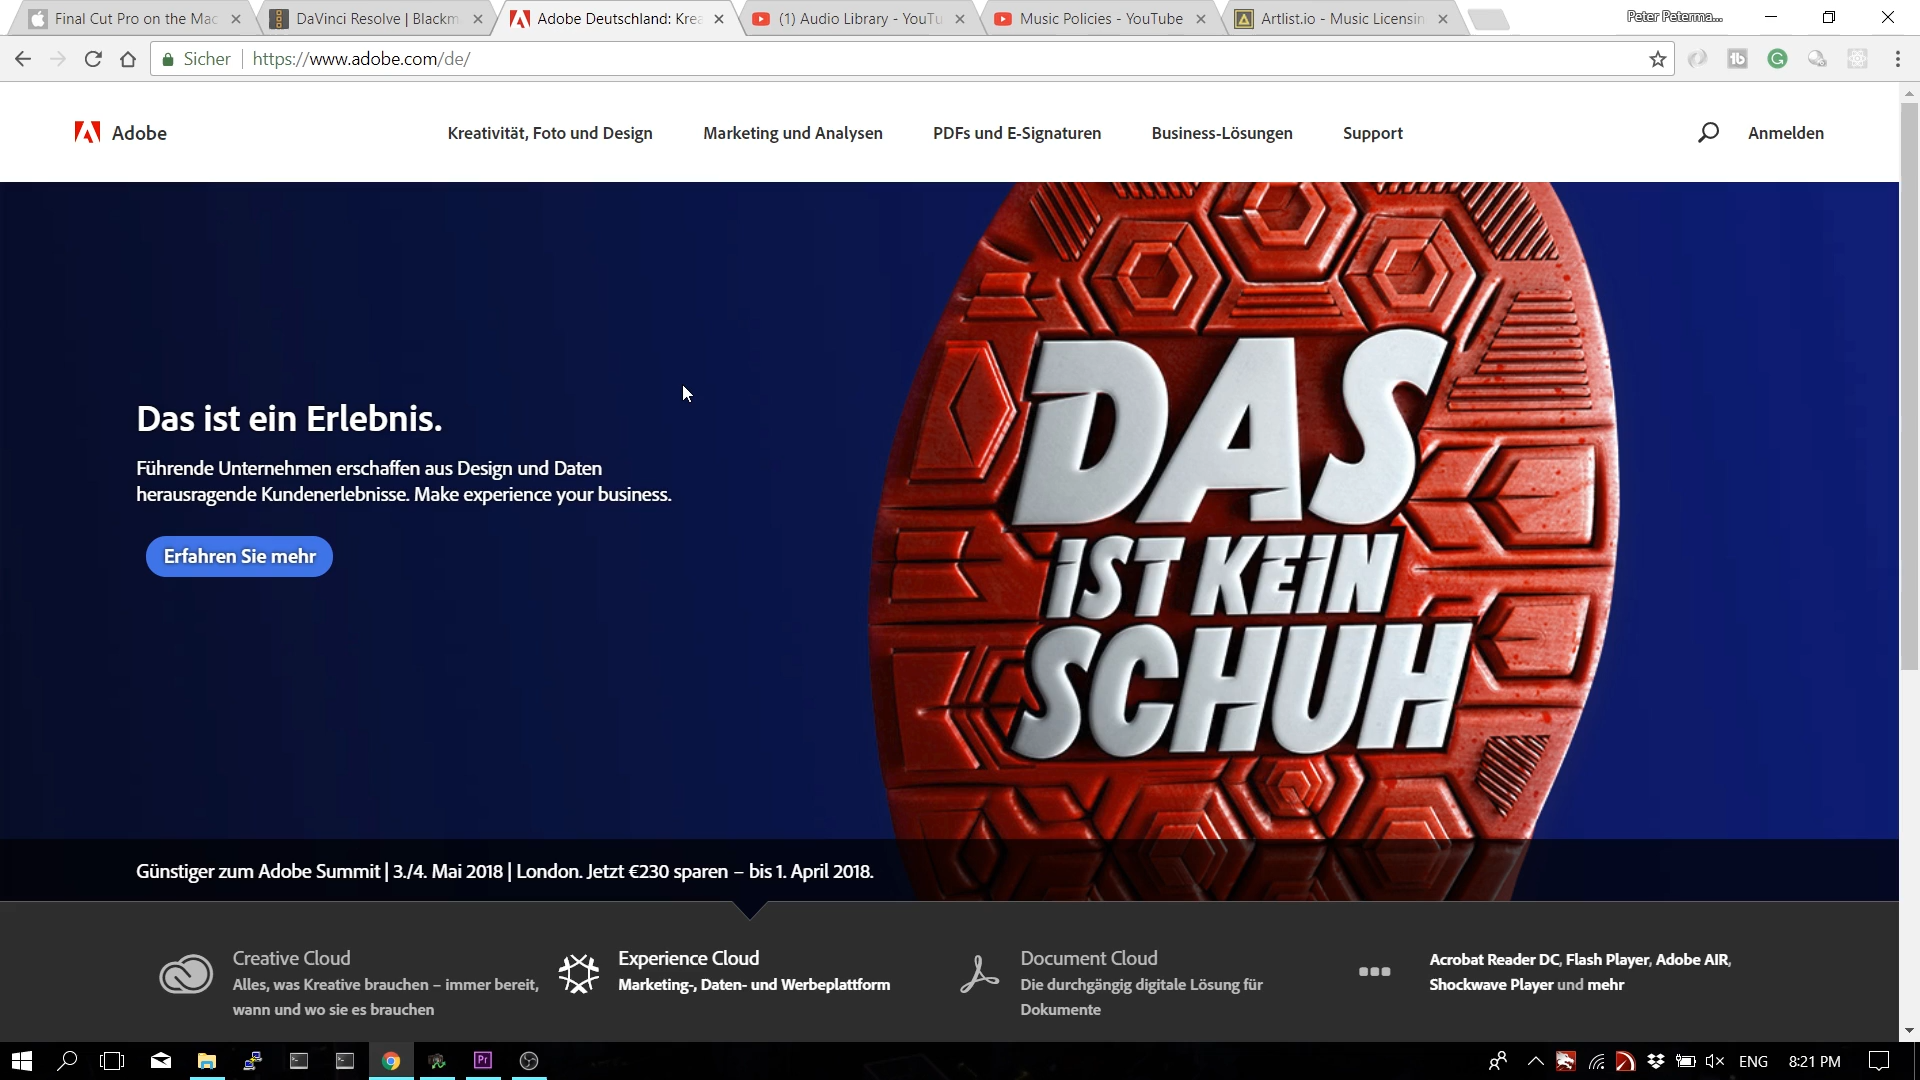 Final Cut Pro on the Mac
DaVinci Resolve | Blackm
Adobe Deutschland: Krea
(1) Audio Library - YouTu
Music Policies - YouTube
Artlist.io - Music Licensin
Peter Peterma...
Sicher
https://www.adobe.com/de/
Adobe
Kreativität, Foto und Design
Marketing und Analysen
PDFs und E-Signaturen
Business-Lösungen
Support
Anmelden
Das ist ein Erlebnis.
Führende Unternehmen erschaffen aus Design und Daten
herausragende Kundenerlebnisse. Make experience your business.
Erfahren Sie mehr
DAS
IST KEIN
SCHUH
Günstiger zum Adobe Summit | 3./4. Mai 2018 | London. Jetzt €230 sparen – bis 1. April 2018.
Creative Cloud
Alles, was Kreative brauchen – immer bereit,
wann und wo sie es brauchen
Experience Cloud
Marketing-, Daten- und Werbeplattform
Document Cloud
Die durchgängig digitale Lösung für
Dokumente
Acrobat Reader DC, Flash Player, Adobe AIR,
Shockwave Player und mehr
Pr
ENG
8:21 PM